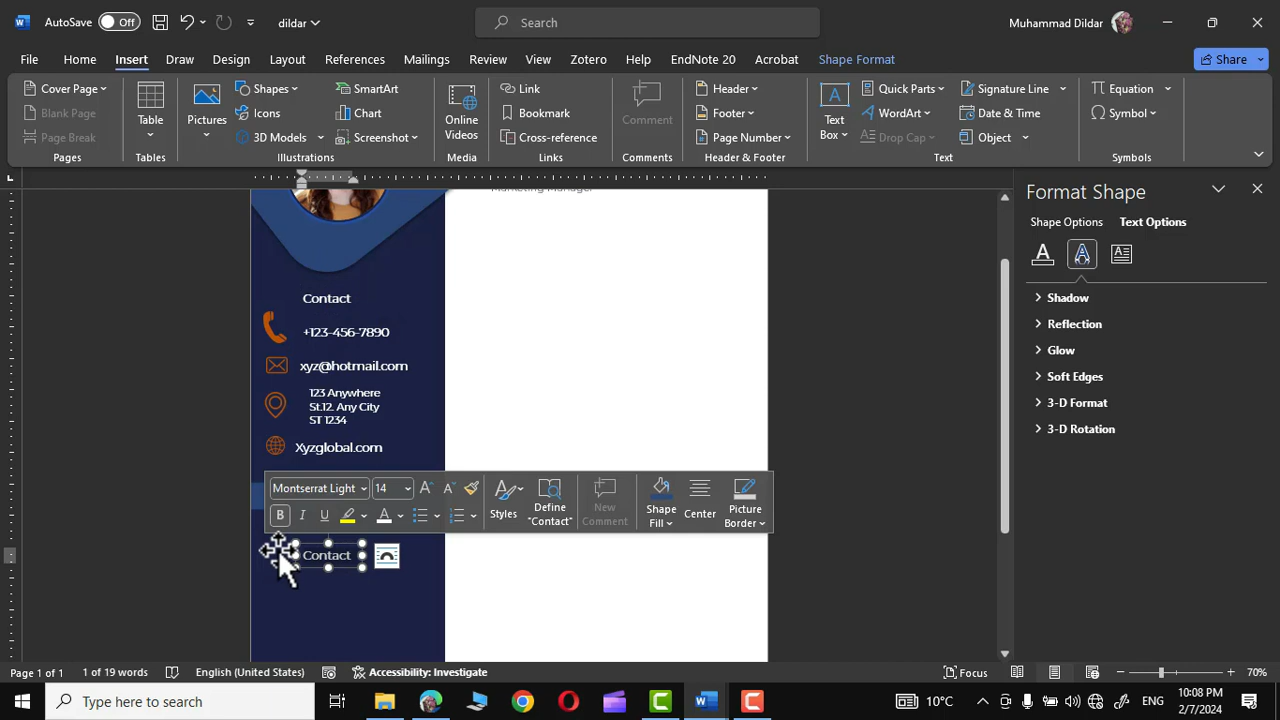 AutoSave Off dildar Search Muhammad Dildar
File Home Insert Draw Design Layout References Mailings Review View Zotero Help EndNote 20 Acrobat Shape Format Share
Cover Page
Blank Page
Page Break
Pages
Table
Tables
Pictures
Shapes
Icons
3D Models
SmartArt
Chart
Screenshot
Illustrations
Online
Videos
Media
Link
Bookmark
Cross-reference
Links
Comment
Comments
Header
Footer
Page Number
Header & Footer
Text
Box
Quick Parts
WordArt
Drop Cap
Signature Line
Date & Time
Object
Text
Equation
Symbol
Symbols
Marketing Manager
Contact
+123-456-7890
xyz@hotmail.com
123 Anywhere
St.12. Any City
ST 1234
Xyzglobal.com
Montserrat Light 14
B I U A
Styles
Define
"Contact"
New
Comment
Shape
Fill
Center
Picture
Border
Contact
Format Shape
Shape Options Text Options
Shadow
Reflection
Glow
Soft Edges
3-D Format
3-D Rotation
Page 1 of 1 1 of 19 words English (United States) Accessibility: Investigate Focus 70%
Type here to search 10°C ENG 10:08 PM
2/7/2024